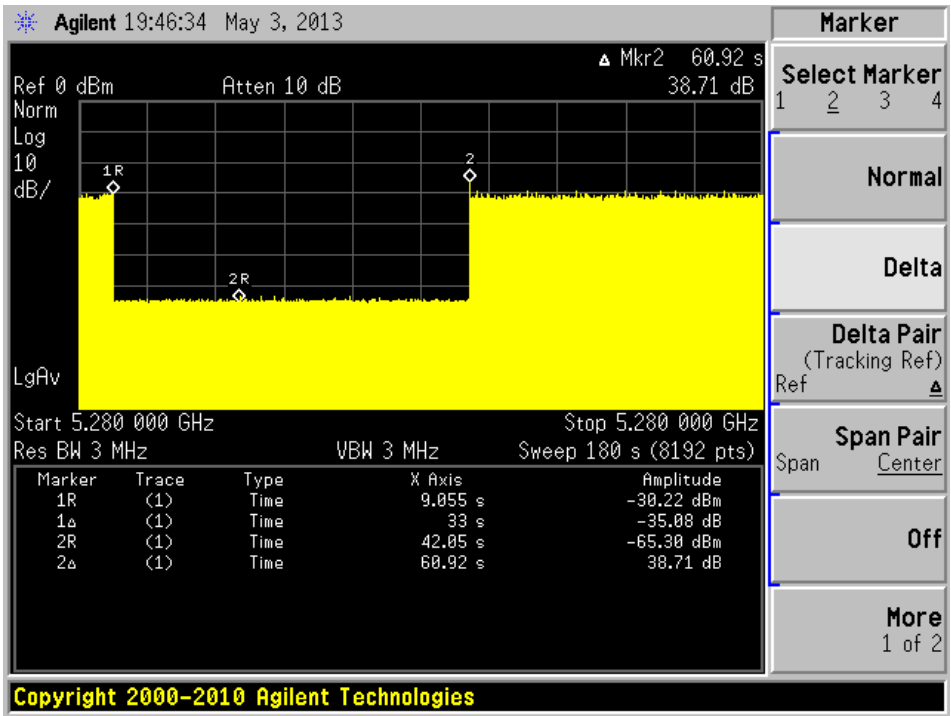 Agilent 19:46:34 May 3, 2013
Marker
Δ Mkr2 60.92 s
Ref 0 dBm Atten 10 dB 38.71 dB
Norm
Log
10
dB/
1R
2
2R
LgAv
Start 5.280 000 GHz Stop 5.280 000 GHz
Res BW 3 MHz VBW 3 MHz Sweep 180 s (8192 pts)
Marker Trace Type X Axis Amplitude
1R (1) Time 9.055 s -30.22 dBm
1Δ (1) Time 33 s -35.08 dB
2R (1) Time 42.05 s -65.30 dBm
2Δ (1) Time 60.92 s 38.71 dB
Select Marker
1 2 3 4
Normal
Delta
Delta Pair
(Tracking Ref)
Ref Δ
Span Pair
Span Center
Off
More
1 of 2
Copyright 2000-2010 Agilent Technologies